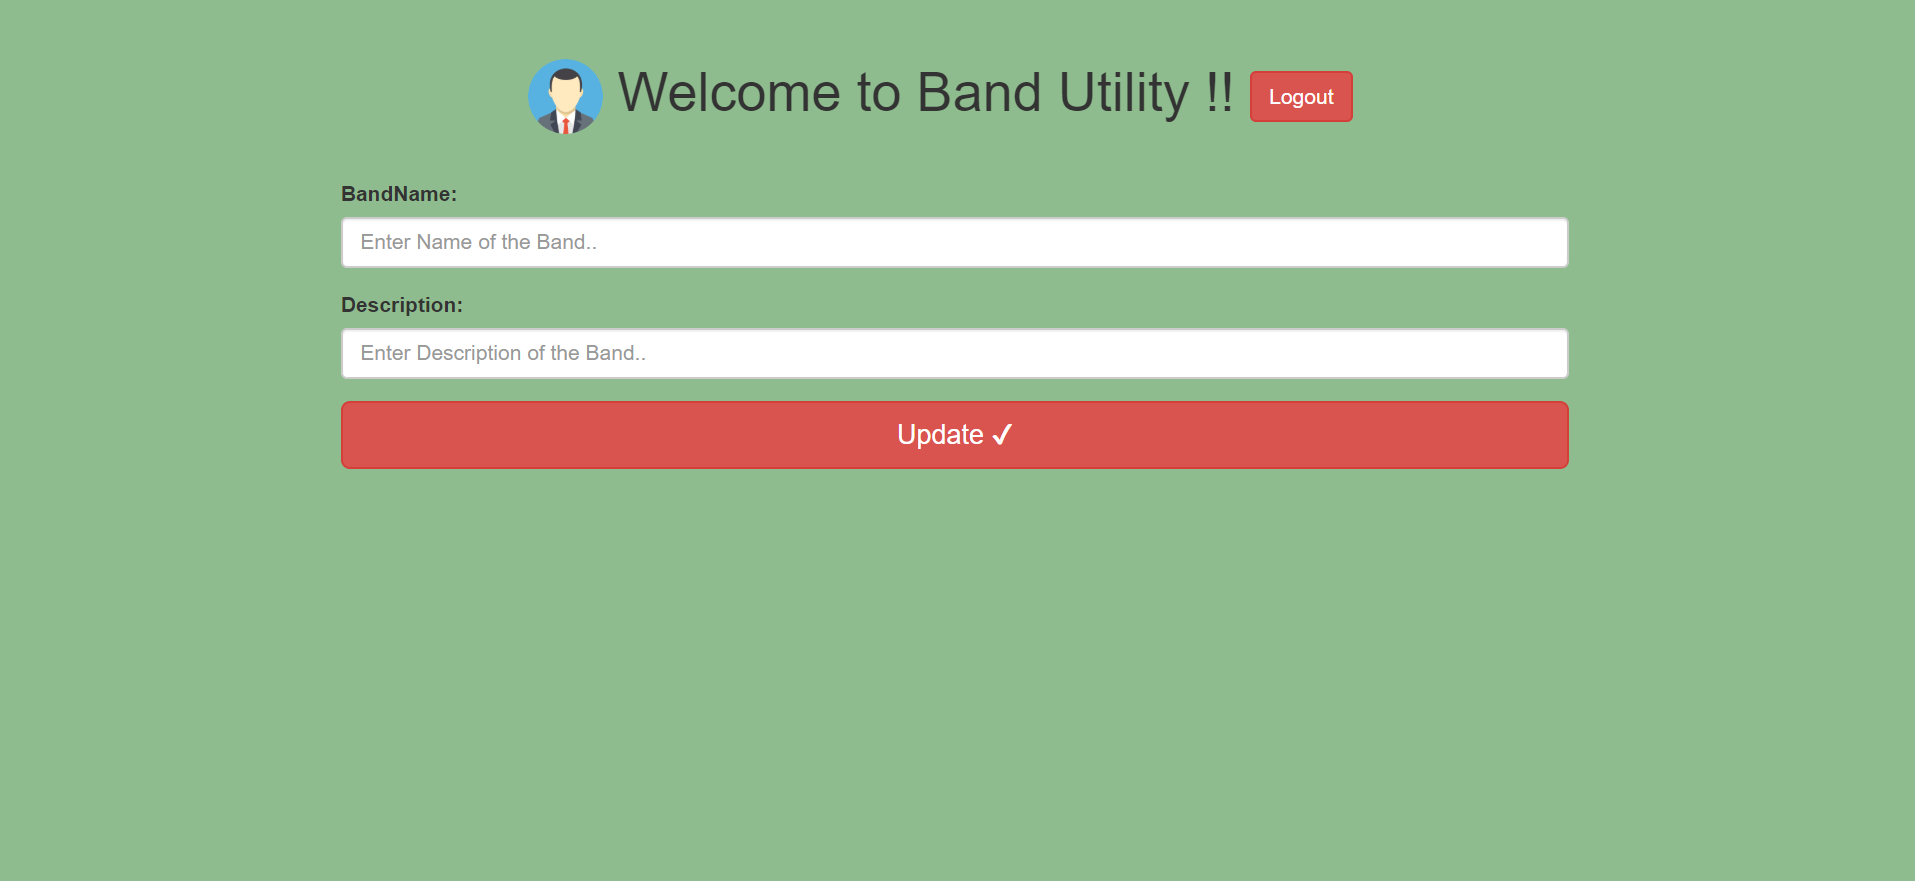 Welcome to Band Utility !! Logout
BandName:
Enter Name of the Band..
Description:
Enter Description of the Band..
Update ✓